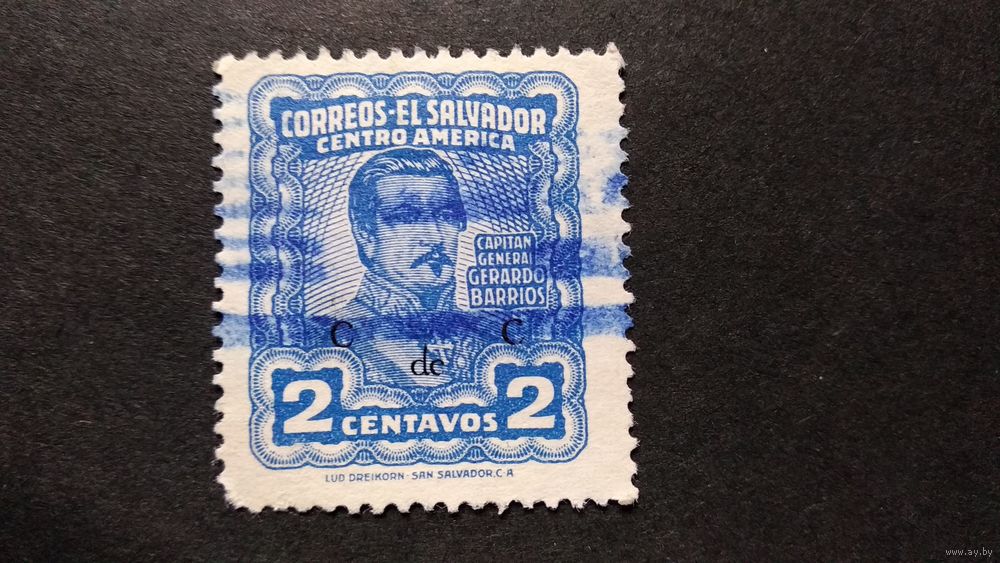 CORREOS-EL SALVADOR
CENTRO AMERICA
CAPITAN
GENERAL
GERARDO
BARRIOS
C C
de
2 CENTAVOS 2
LUD DREIKORN - SAN SALVADOR, C A
www.ay.by